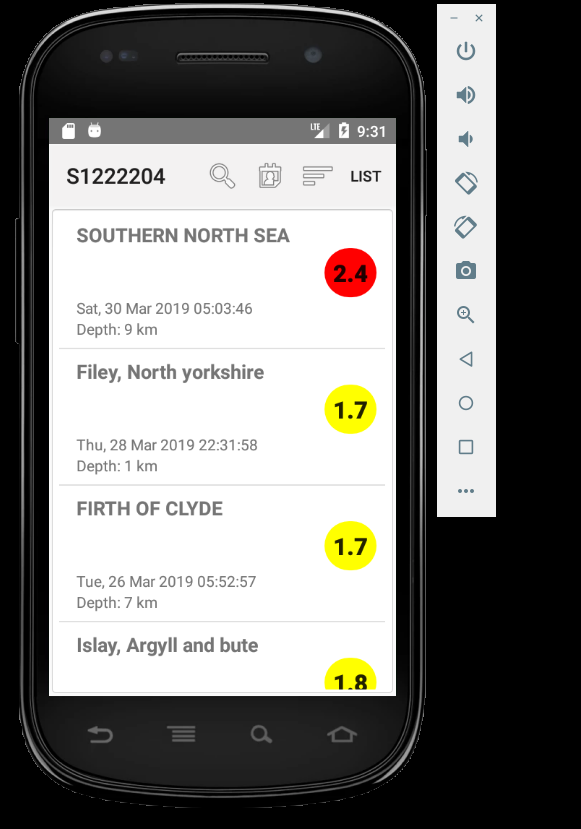 LTE 9:31
S1222204 LIST
SOUTHERN NORTH SEA
2.4
Sat, 30 Mar 2019 05:03:46
Depth: 9 km
Filey, North yorkshire
1.7
Thu, 28 Mar 2019 22:31:58
Depth: 1 km
FIRTH OF CLYDE
1.7
Tue, 26 Mar 2019 05:52:57
Depth: 7 km
Islay, Argyll and bute
1.8